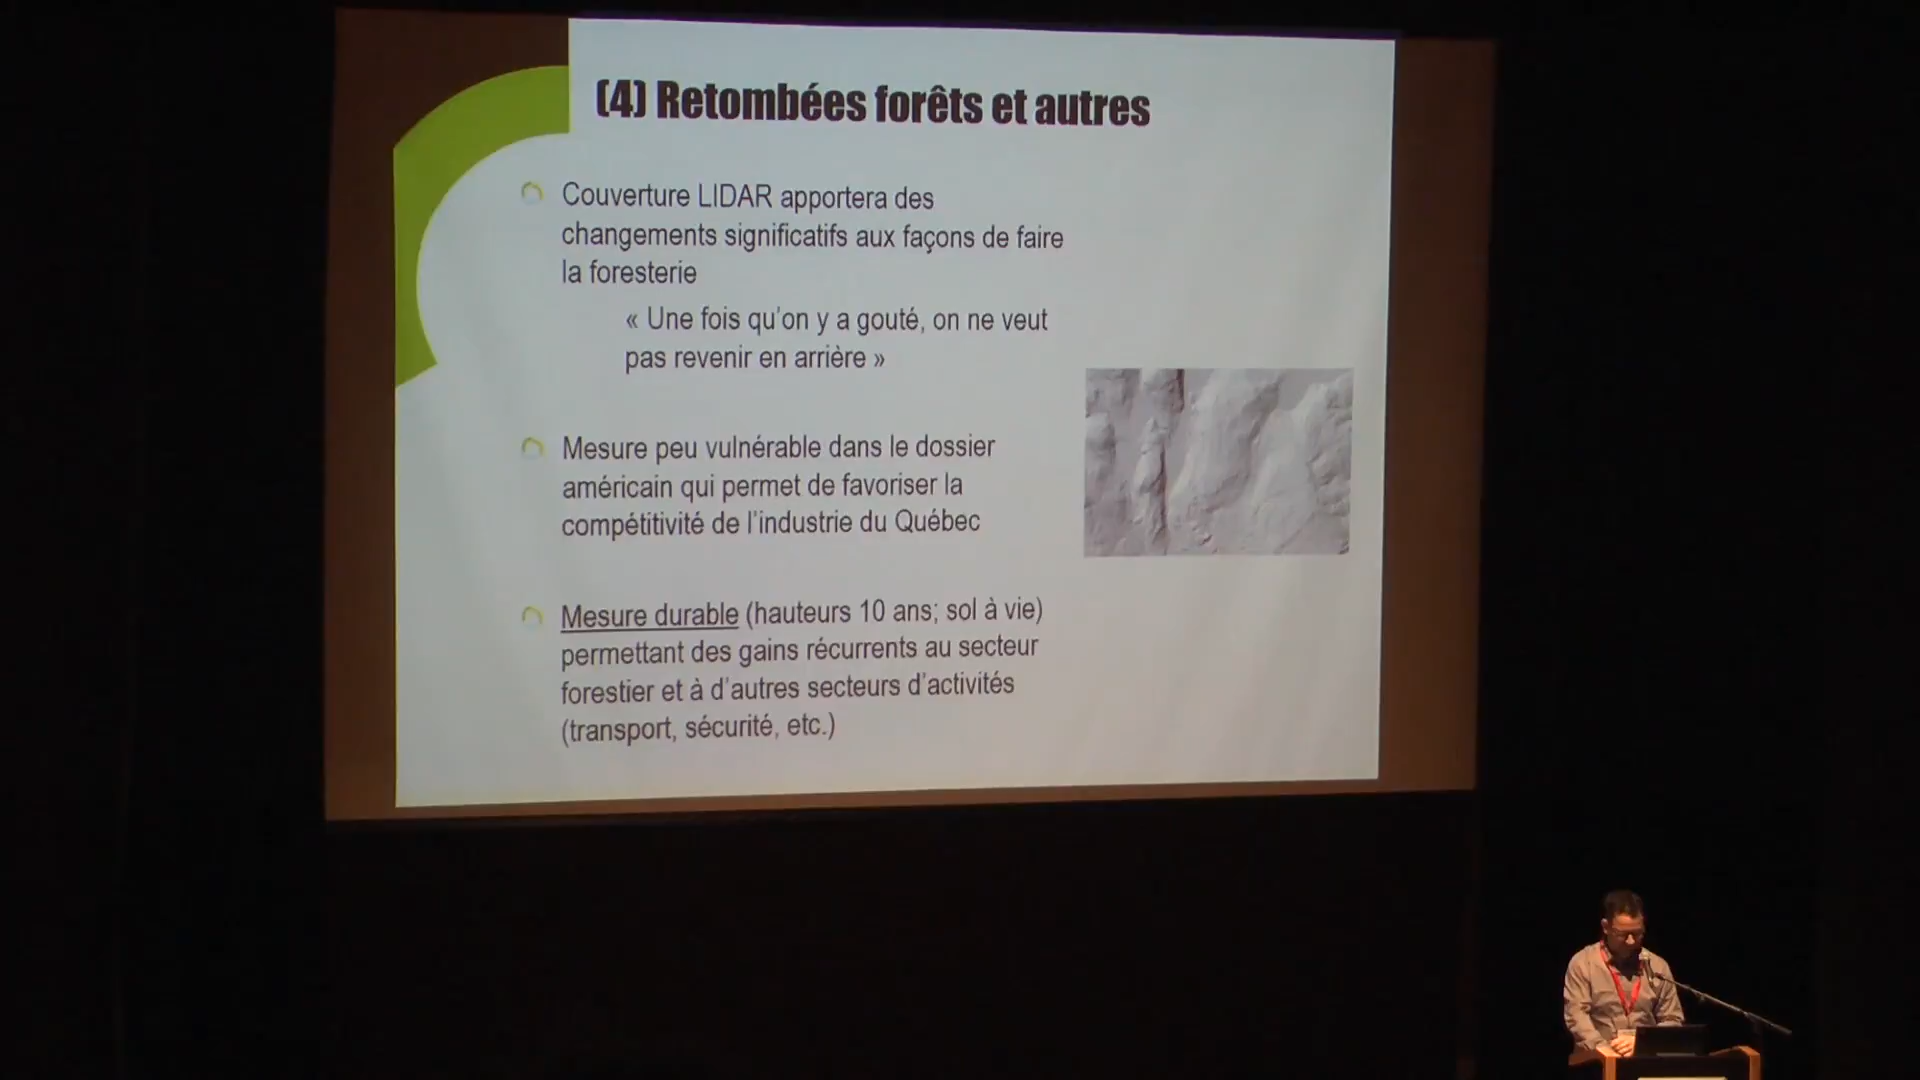 (4) Retombées forêts et autres
Couverture LIDAR apportera des
changements significatifs aux façons de faire
la foresterie
« Une fois qu'on y a gouté, on ne veut
pas revenir en arrière »
Mesure peu vulnérable dans le dossier
américain qui permet de favoriser la
compétitivité de l'industrie du Québec
Mesure durable (hauteurs 10 ans; sol à vie)
permettant des gains récurrents au secteur
forestier et à d'autres secteurs d'activités
(transport, sécurité, etc.)